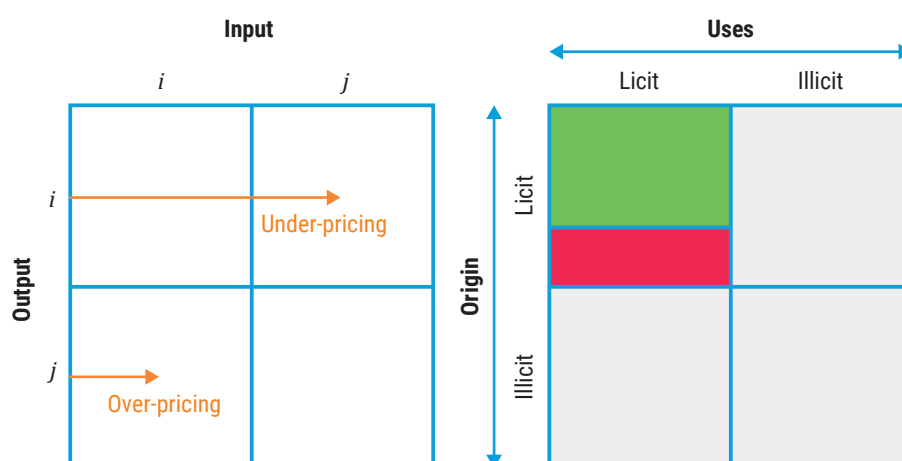 Input
i
j
Output
i
Under-pricing
j
Over-pricing
Uses
Licit
Illicit
Origin
Licit
Illicit